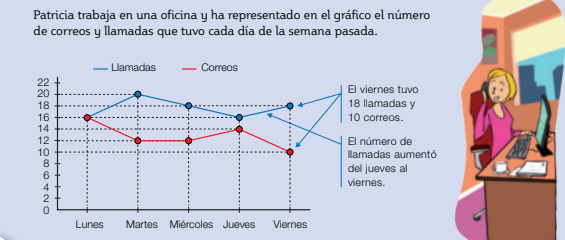 Patricia trabaja en una oficina y ha representado en el gráfico el número
de correos y llamadas que tuvo cada día de la semana pasada.
Llamadas
Correos
22
20
18
16
14
12
10
8
6
4
2
0
Lunes
Martes
Miércoles
Jueves
Viernes
El viernes tuvo
18 llamadas y
10 correos.
El número de
llamadas aumentó
del jueves al
viernes.